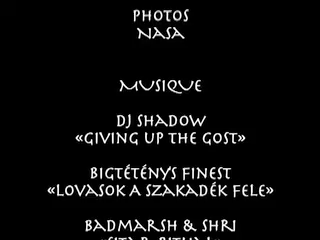 PHOTOS
NASA
MUSIQUE
DJ SHADOW
«GIVING UP THE GOST»
BIGTÉTÉNY'S FINEST
«LOVASOK A SZAKADÉK FELE»
BADMARSH & SHRI